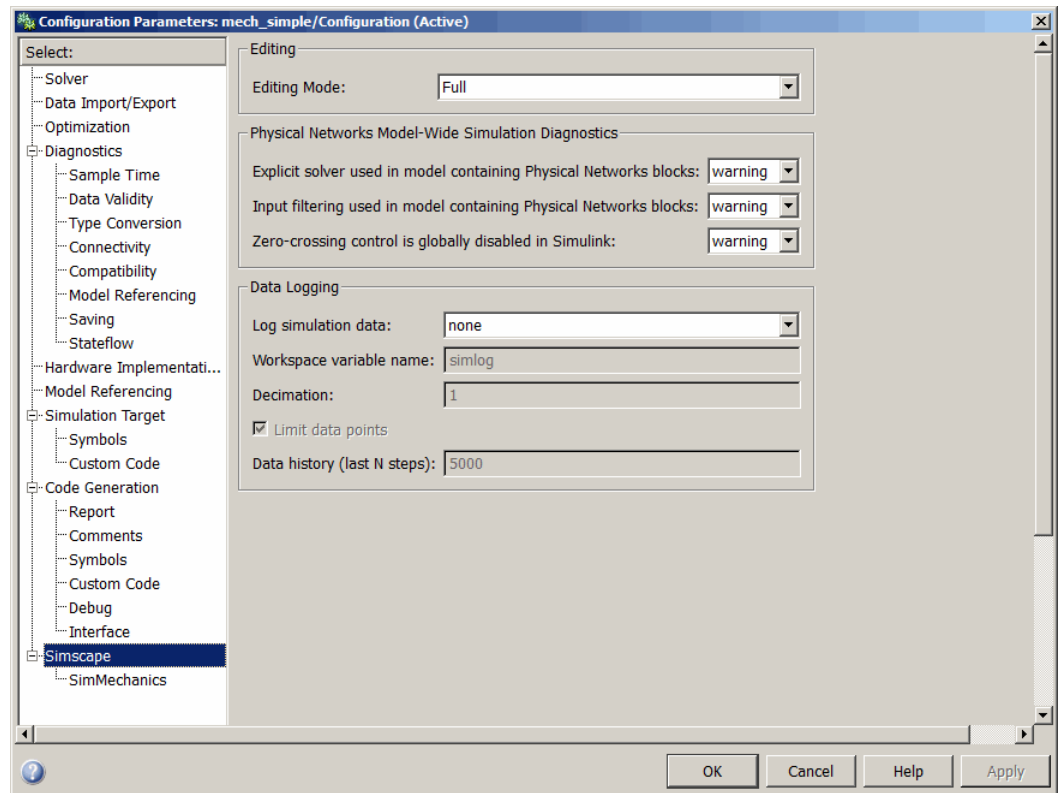 Configuration Parameters: mech_simple/Configuration (Active)
Select:
Solver
Data Import/Export
Optimization
Diagnostics
Sample Time
Data Validity
Type Conversion
Connectivity
Compatibility
Model Referencing
Saving
Stateflow
Hardware Implementati...
Model Referencing
Simulation Target
Symbols
Custom Code
Code Generation
Report
Comments
Symbols
Custom Code
Debug
Interface
Simscape
SimMechanics
Editing
Editing Mode: Full
Physical Networks Model-Wide Simulation Diagnostics
Explicit solver used in model containing Physical Networks blocks: warning
Input filtering used in model containing Physical Networks blocks: warning
Zero-crossing control is globally disabled in Simulink: warning
Data Logging
Log simulation data: none
Workspace variable name: simlog
Decimation: 1
Limit data points
Data history (last N steps): 5000
? OK Cancel Help Apply